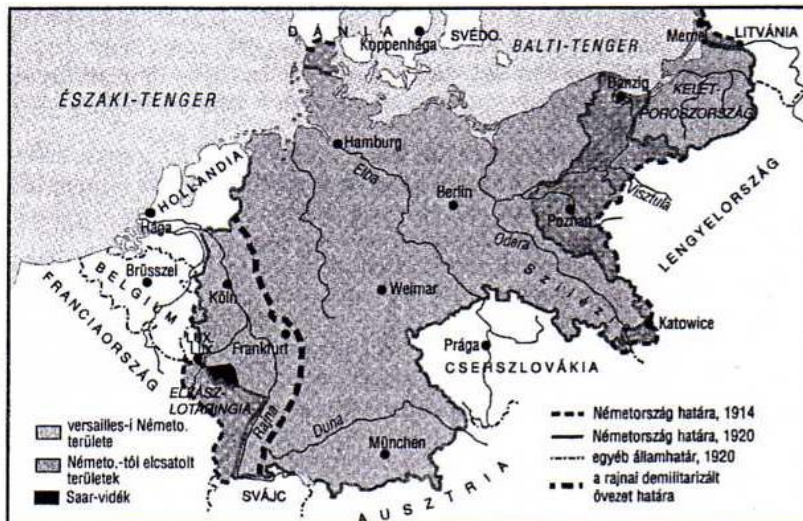 DÁNIA
Koppenhága
SVÉDO.
BALTI-TENGER
Memel
LITVÁNIA
ÉSZAKI-TENGER
Danzig
KELET-
POROSZORSZÁG
Hamburg
Elba
Berlin
HOLLANDIA
Hága
Visztula
Poznań
LENGYELORSZÁG
Odera
Szilézia
BELGIUM
Brüsszel
FRANCIAORSZÁG
Köln
Weimar
Katowice
LUX.
Frankfurt
Prága
CSERSZLOVÁKIA
ELZÁSZ-
LOTARINGIA
Rajna
Duna
München
SVÁJC
AUSZTRIA
versailles-i Németo.
területe
Németo.-tól elcsatolt
területek
Saar-vidék
Németország határa, 1914
Németország határa, 1920
egyéb államhatár, 1920
a rajnai demilitarizált
övezet határa